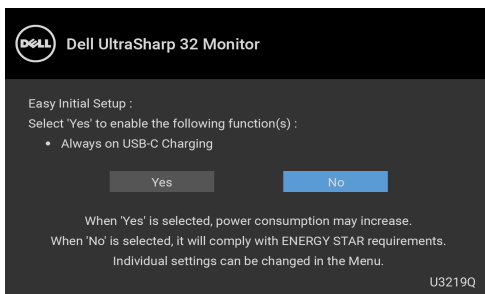 DELL Dell UltraSharp 32 Monitor
Easy Initial Setup :
Select 'Yes' to enable the following function(s) :
• Always on USB-C Charging
Yes No
When 'Yes' is selected, power consumption may increase.
When 'No' is selected, it will comply with ENERGY STAR requirements.
Individual settings can be changed in the Menu.
U3219Q